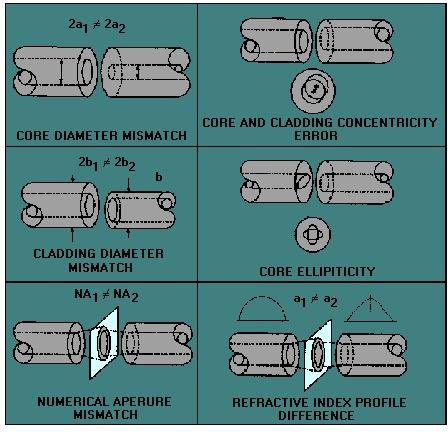 2a1 ≠ 2a2
CORE DIAMETER MISMATCH
CORE AND CLADDING CONCENTRICITY
ERROR
2b1 ≠ 2b2
b
CLADDING DIAMETER
MISMATCH
CORE ELLIPITICITY
NA1 ≠ NA2
NUMERICAL APERURE
MISMATCH
a1 ≠ a2
REFRACTIVE INDEX PROFILE
DIFFERENCE